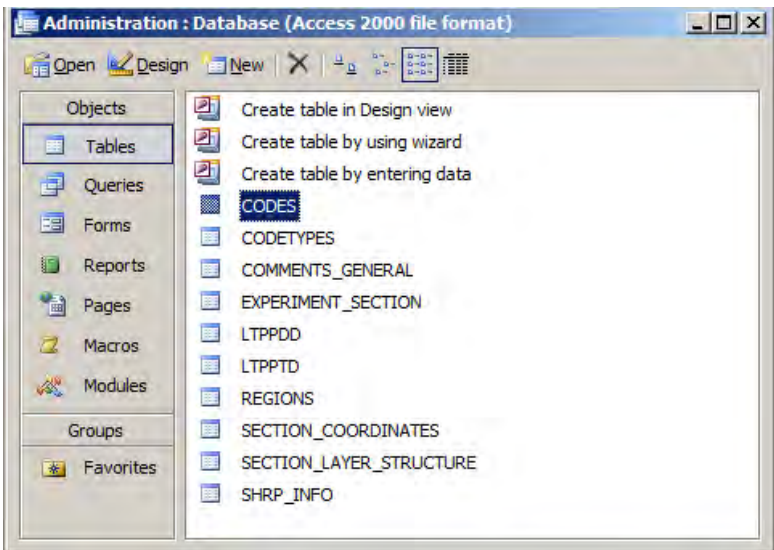 Administration : Database (Access 2000 file format)
Open Design New
Objects
Tables
Queries
Forms
Reports
Pages
Macros
Modules
Groups
Favorites
Create table in Design view
Create table by using wizard
Create table by entering data
CODES
CODETYPES
COMMENTS_GENERAL
EXPERIMENT_SECTION
LTPPDD
LTPPTD
REGIONS
SECTION_COORDINATES
SECTION_LAYER_STRUCTURE
SHRP_INFO